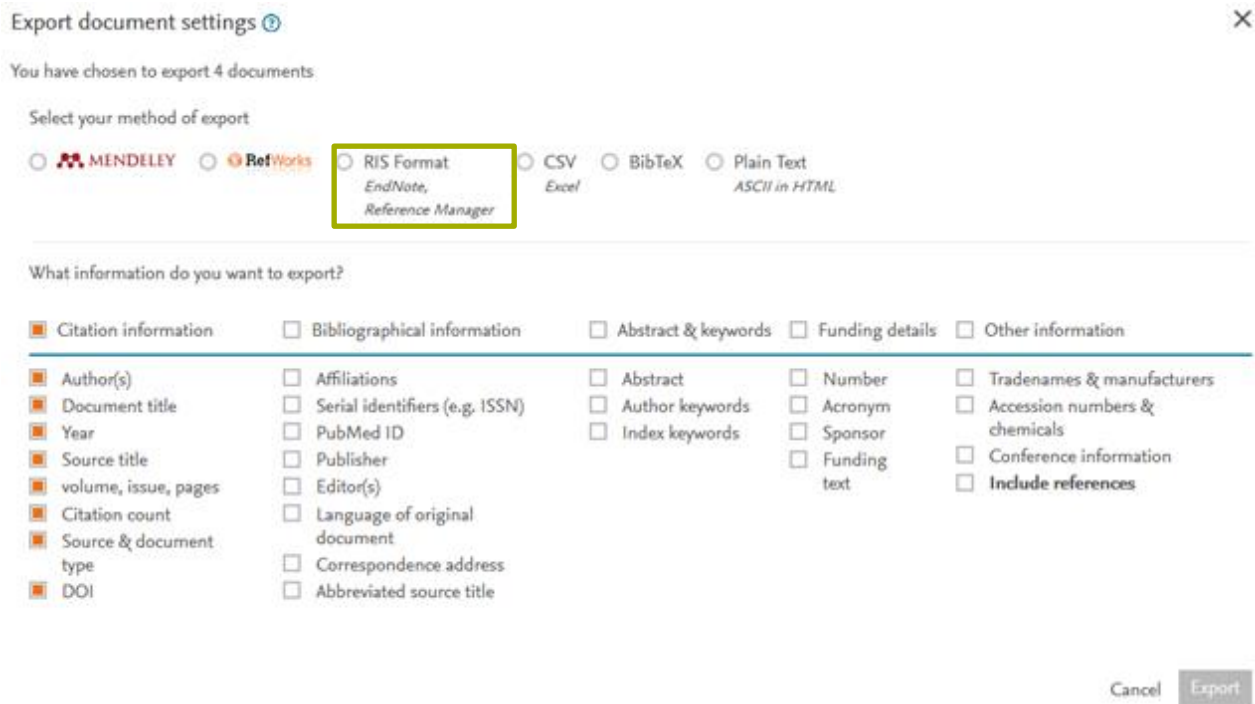 Export document settings ?
You have chosen to export 4 documents
Select your method of export
MENDELEY RefWorks RIS Format CSV BibTeX Plain Text
EndNote, Excel ASCII in HTML
Reference Manager
What information do you want to export?
Citation information Bibliographical information Abstract & keywords Funding details Other information
Author(s) Affiliations Abstract Number Tradenames & manufacturers
Document title Serial identifiers (e.g. ISSN) Author keywords Acronym Accession numbers &
Year PubMed ID Index keywords Sponsor chemicals
Source title Publisher Funding Conference information
volume, issue, pages Editor(s) text Include references
Citation count Language of original
Source & document document
type Correspondence address
DOI Abbreviated source title
Cancel Export